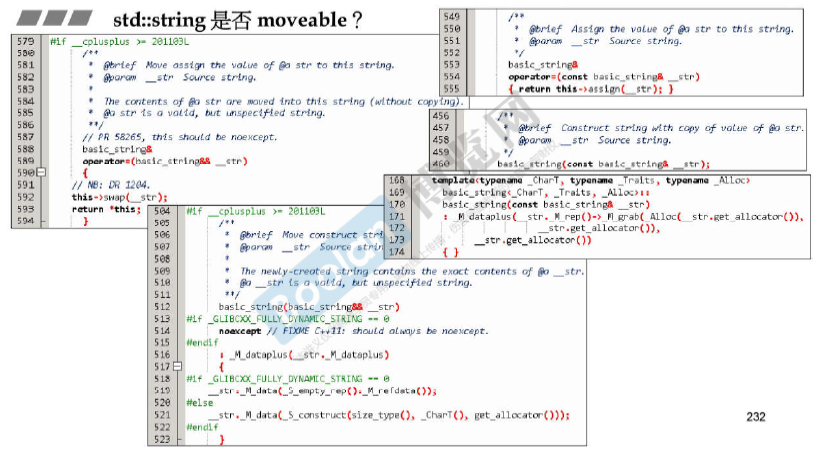 std::string 是否 moveable？
579 #if __cplusplus >= 201103L
580 /**
581 * @brief Move assign the value of @a str to this string.
582 * @param __str Source string.
583 *
584 * The contents of @a str are moved into this string (without copying).
585 * @a str is a valid, but unspecified string.
586 **/
587 // PR 58265, this should be noexcept.
588 basic_string&
589 operator=(basic_string&& __str)
590 {
591 // NB: DR 1204.
592 this->swap(__str);
593 return *this;
594 }
549 /**
550 * @brief Assign the value of @a str to this string.
551 * @param __str Source string.
552 */
553 basic_string&
554 operator=(const basic_string& __str)
555 { return this->assign(__str); }
456 /**
457 * @brief Construct string with copy of value of @a str.
458 * @param __str Source string.
459 */
460 basic_string(const basic_string& __str);
168 template<typename _CharT, typename _Traits, typename _Alloc>
169 basic_string<_CharT, _Traits, _Alloc>::
170 basic_string(const basic_string& __str)
171 : _M_dataplus(__str._M_rep()->_M_grab(_Alloc(__str.get_allocator()),
172 __str.get_allocator()),
173 __str.get_allocator())
174 { }
504 #if __cplusplus >= 201103L
505 /**
506 * @brief Move construct stri
507 * @param __str Source strin
508 *
509 * The newly-created string contains the exact contents of @a __str.
510 * @a __str is a valid, but unspecified string.
511 **/
512 basic_string(basic_string&& __str)
513 #if _GLIBCXX_FULLY_DYNAMIC_STRING == 0
514 noexcept // FIXME C++11: should always be noexcept.
515 #endif
516 : _M_dataplus(__str._M_dataplus)
517 {
518 #if _GLIBCXX_FULLY_DYNAMIC_STRING == 0
519 __str._M_data(_S_empty_rep()._M_refdata());
520 #else
521 __str._M_data(_S_construct(size_type(), _CharT(), get_allocator()));
522 #endif
523 }
232
Boolan
博览网